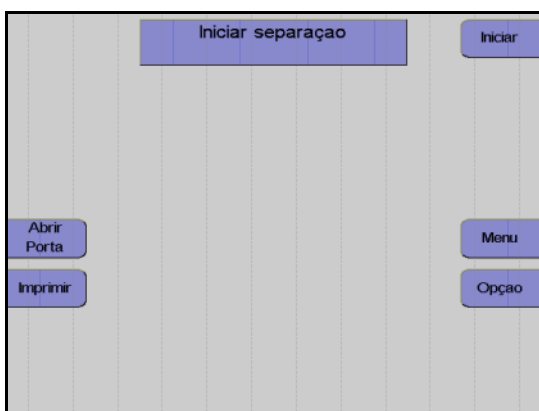 Iniciar separaçao
Iniciar
Abrir
Porta
Menu
Imprimir
Opçao